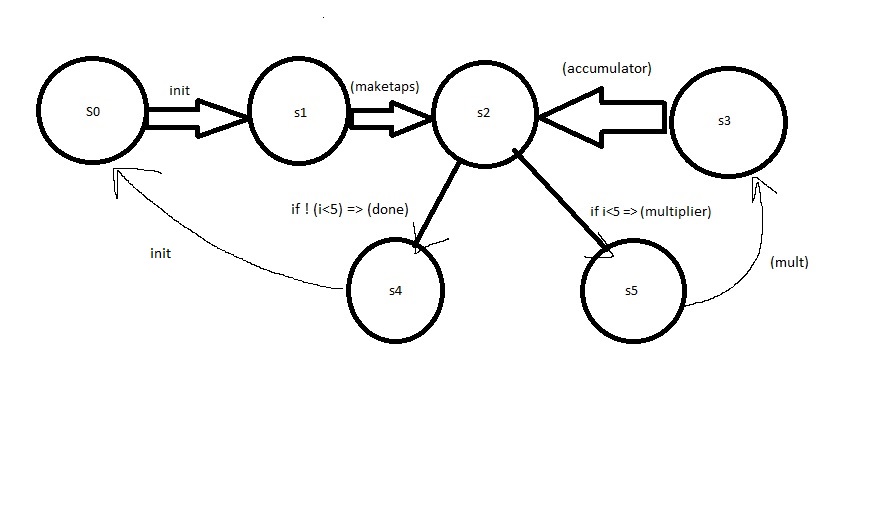 init
(maketaps)
(accumulator)
S0
s1
s2
s3
if ! (i<5) => (done)
if i<5 => (multiplier)
init
(mult)
s4
s5